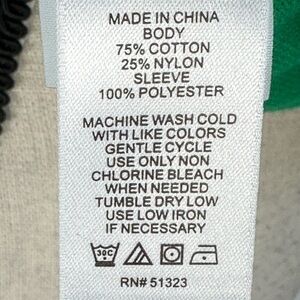 MADE IN CHINA
BODY
75% COTTON
25% NYLON
SLEEVE
100% POLYESTER
MACHINE WASH COLD
WITH LIKE COLORS
GENTLE CYCLE
USE ONLY NON
CHLORINE BLEACH
WHEN NEEDED
TUMBLE DRY LOW
USE LOW IRON
IF NECESSARY
30C
RN# 51323